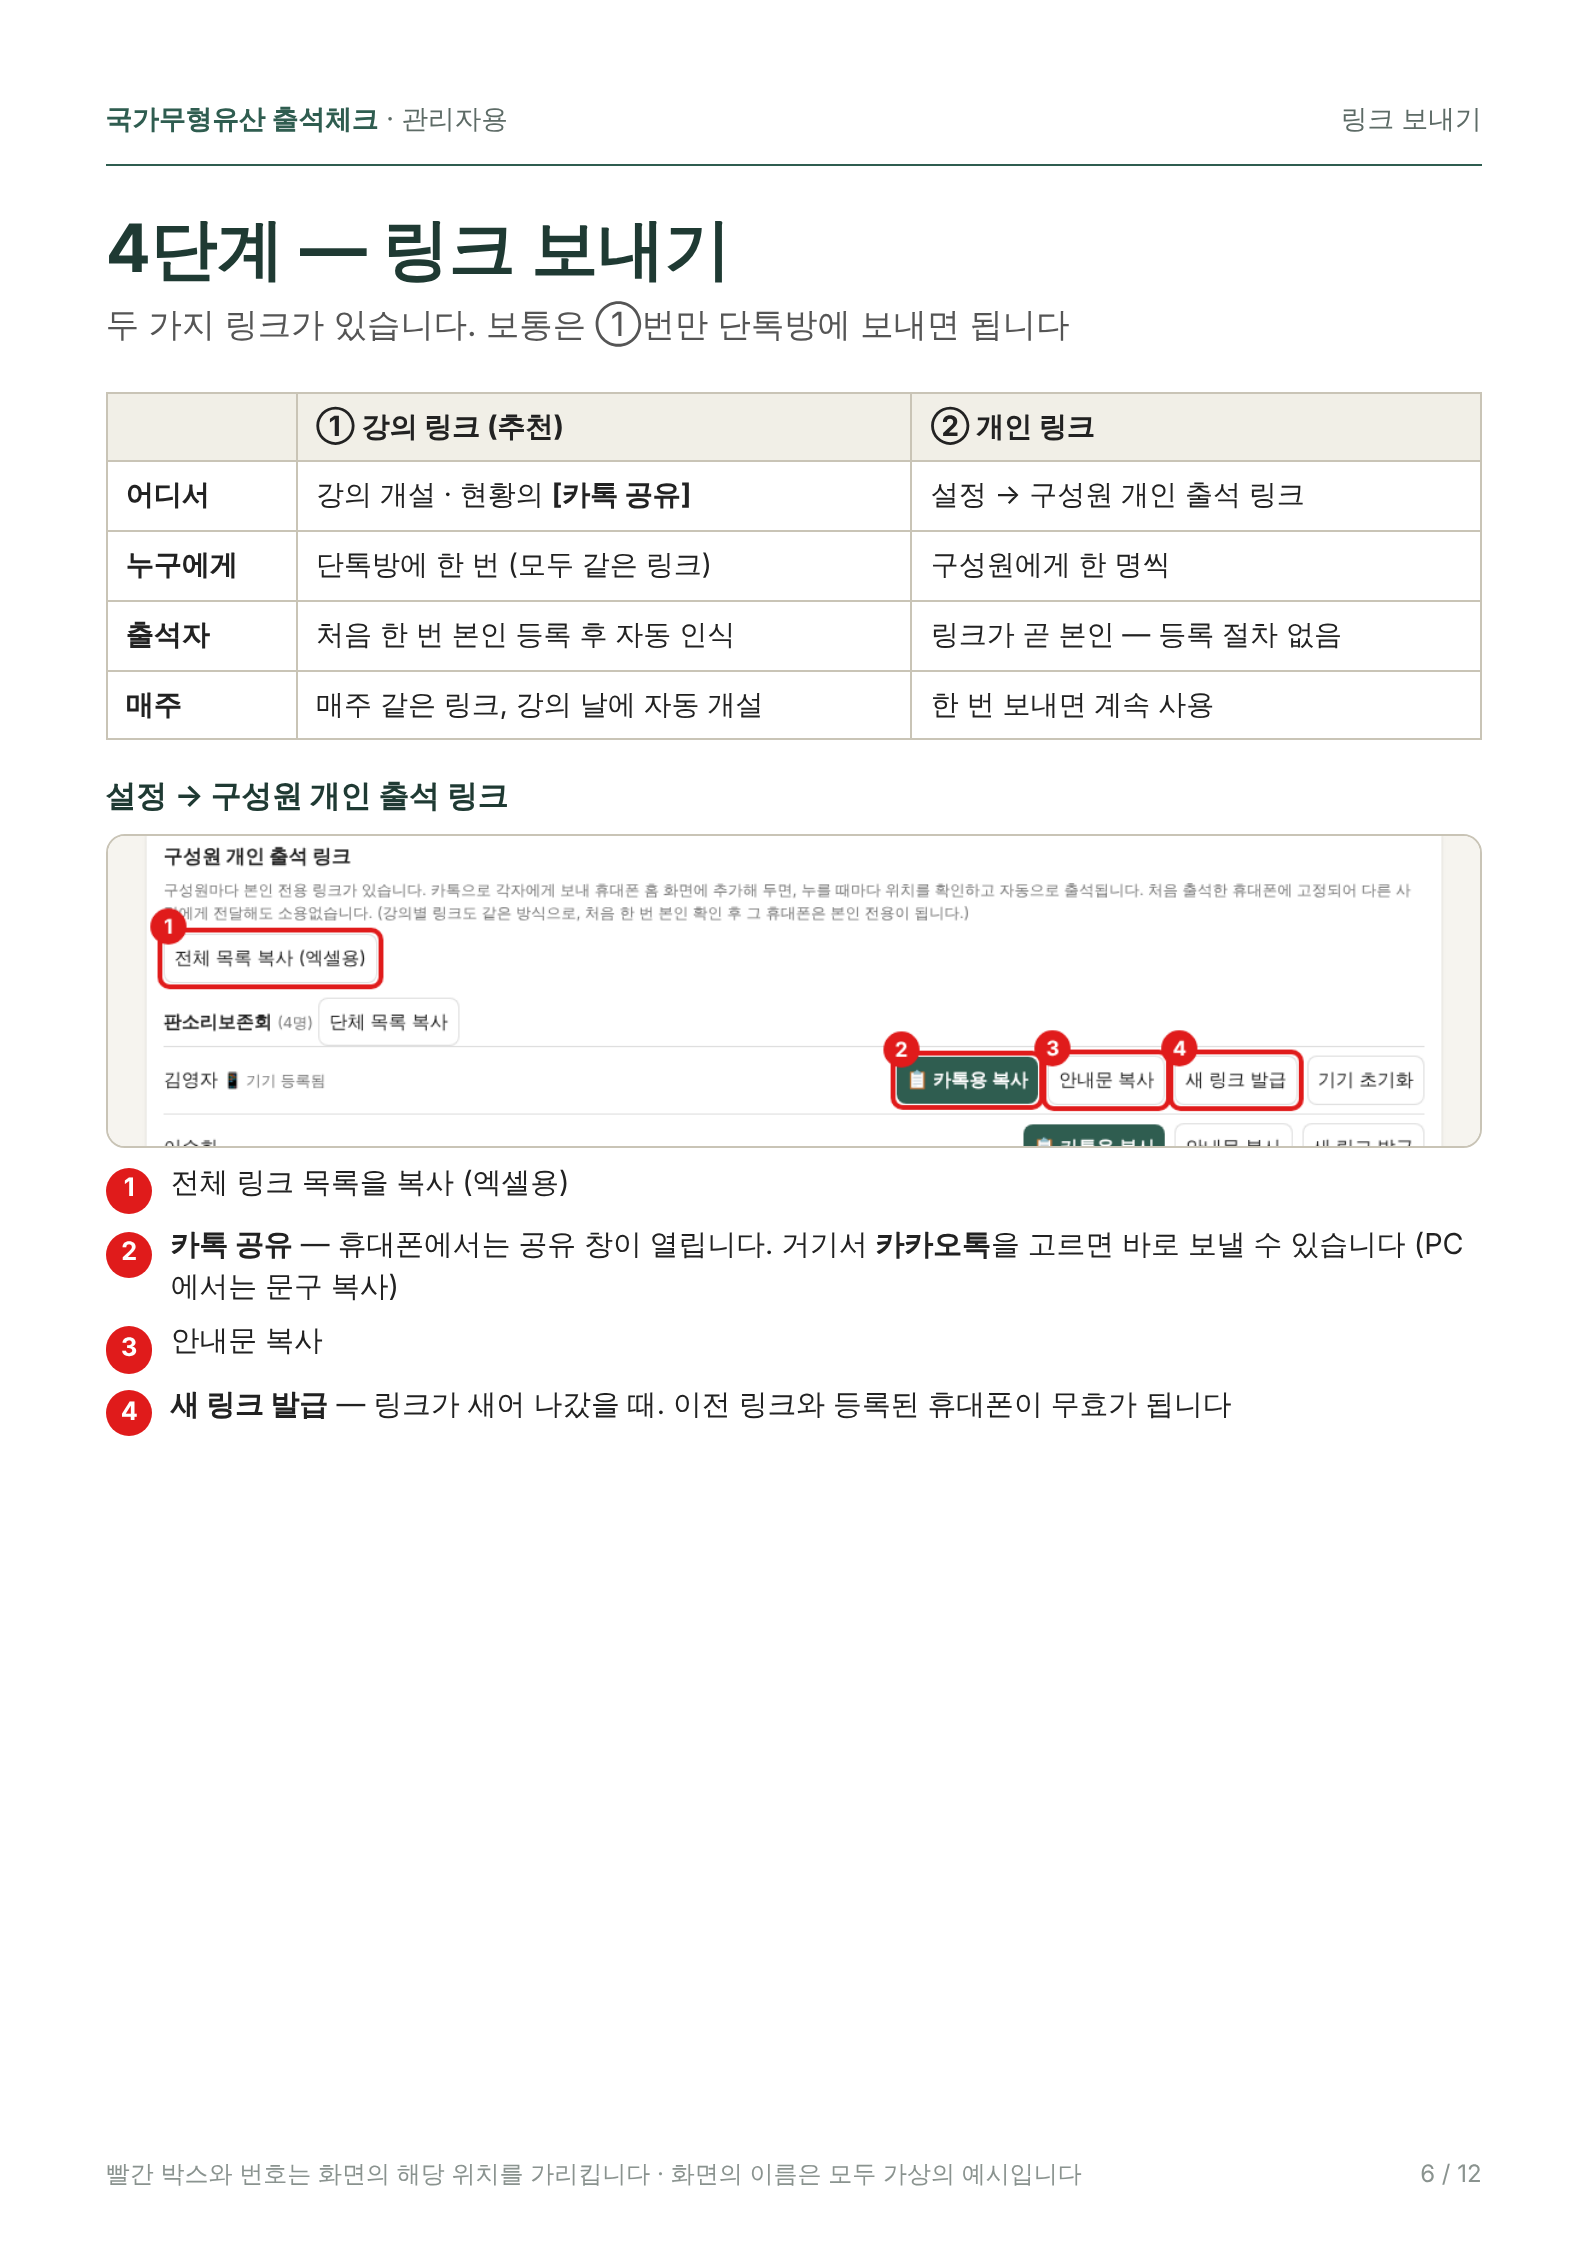 국가무형유산 출석체크 · 관리자용
링크 보내기
4단계 — 링크 보내기
두 가지 링크가 있습니다. 보통은 ①번만 단톡방에 보내면 됩니다
① 강의 링크 (추천) ② 개인 링크
어디서 강의 개설 · 현황의 [카톡 공유] 설정 → 구성원 개인 출석 링크
누구에게 단톡방에 한 번 (모두 같은 링크) 구성원에게 한 명씩
출석자 처음 한 번 본인 등록 후 자동 인식 링크가 곧 본인 — 등록 절차 없음
매주 매주 같은 링크, 강의 날에 자동 개설 한 번 보내면 계속 사용
설정 → 구성원 개인 출석 링크
구성원 개인 출석 링크
구성원마다 본인 전용 링크가 있습니다. 카톡으로 각자에게 보내 휴대폰 홈 화면에 추가해 두면, 누를 때마다 위치를 확인하고 자동으로 출석됩니다. 처음 출석한 휴대폰에 고정되어 다른 사
에게 전달해도 소용없습니다. (강의별 링크도 같은 방식으로, 처음 한 번 본인 확인 후 그 휴대폰은 본인 전용이 됩니다.)
1
전체 목록 복사 (엑셀용)
판소리보존회 (4명) 단체 목록 복사
2 3 4
김영자 기기 등록됨 카톡용 복사 안내문 복사 새 링크 발급 기기 초기화
카톡용 복사 안내문 복사 새 링크 발급
1 전체 링크 목록을 복사 (엑셀용)
2 카톡 공유 — 휴대폰에서는 공유 창이 열립니다. 거기서 카카오톡을 고르면 바로 보낼 수 있습니다 (PC
에서는 문구 복사)
3 안내문 복사
4 새 링크 발급 — 링크가 새어 나갔을 때. 이전 링크와 등록된 휴대폰이 무효가 됩니다
빨간 박스와 번호는 화면의 해당 위치를 가리킵니다 · 화면의 이름은 모두 가상의 예시입니다
6 / 12